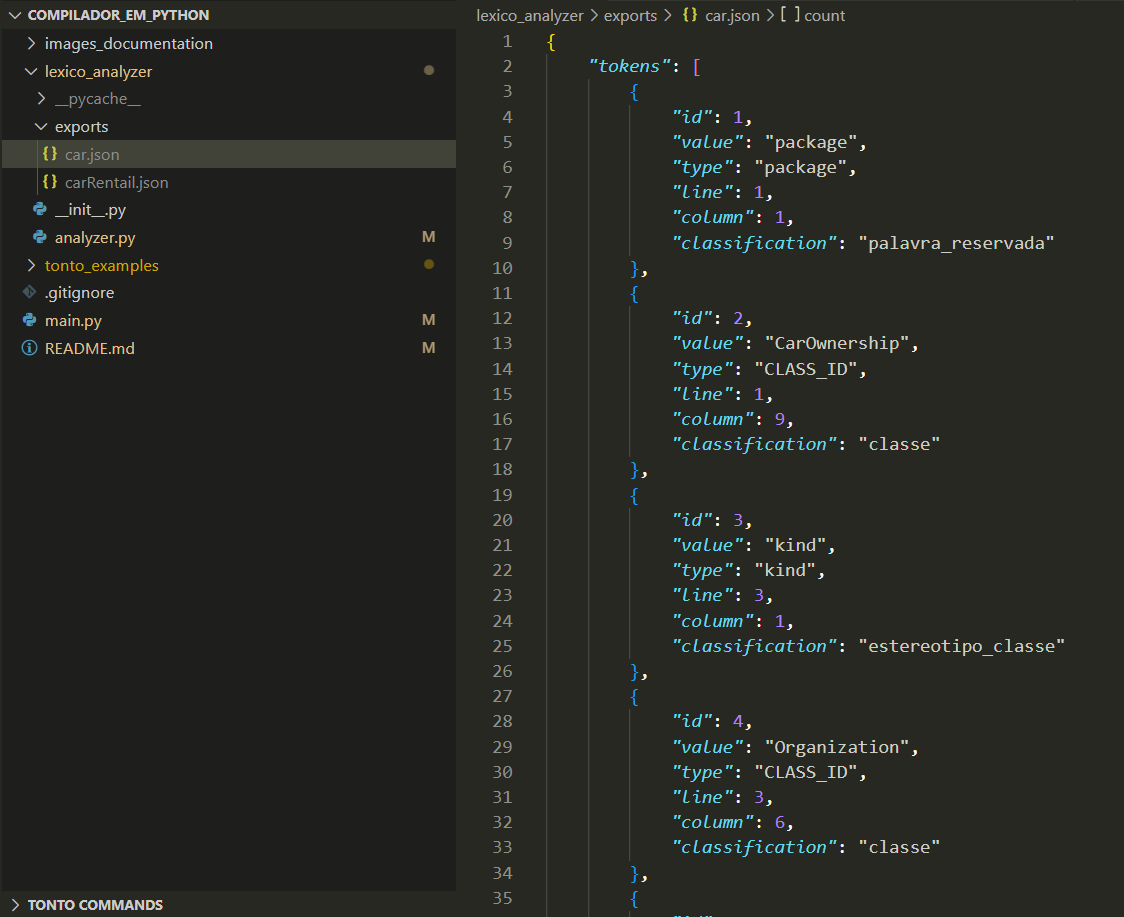 COMPILADOR_EM_PYTHON
images_documentation
lexico_analyzer
__pycache__
exports
{} car.json
{} carRentail.json
__init__.py
analyzer.py M
tonto_examples
.gitignore
main.py M
README.md M
TONTO COMMANDS
lexico_analyzer > exports > {} car.json > [ ] count
1 {
2 "tokens": [
3 {
4 "id": 1,
5 "value": "package",
6 "type": "package",
7 "line": 1,
8 "column": 1,
9 "classification": "palavra_reservada"
10 },
11 {
12 "id": 2,
13 "value": "CarOwnership",
14 "type": "CLASS_ID",
15 "line": 1,
16 "column": 9,
17 "classification": "classe"
18 },
19 {
20 "id": 3,
21 "value": "kind",
22 "type": "kind",
23 "line": 3,
24 "column": 1,
25 "classification": "estereotipo_classe"
26 },
27 {
28 "id": 4,
29 "value": "Organization",
30 "type": "CLASS_ID",
31 "line": 3,
32 "column": 6,
33 "classification": "classe"
34 },
35 {